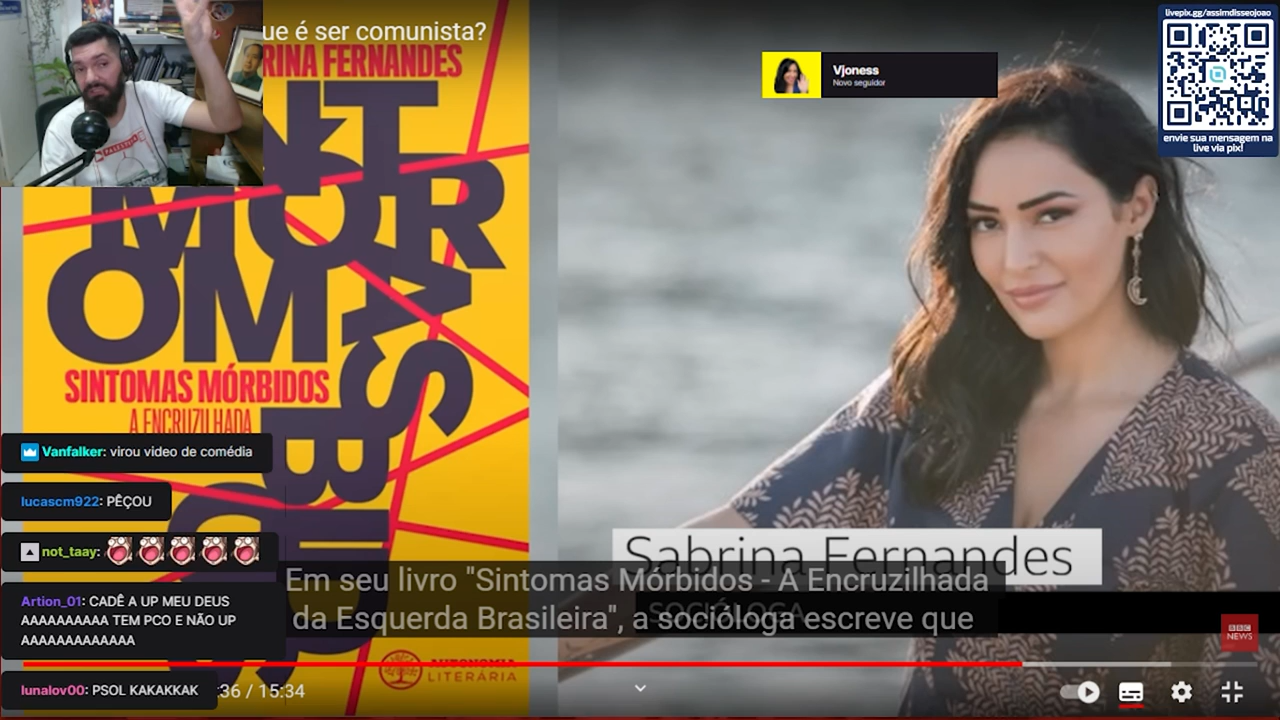 ue é ser comunista?
RINA FERNANDES
SINTOMAS MÓRBIDOS
A ENCRUZILHADA
AUTONOMIA
LITERÁRIA
Vjoness
Novo seguidor
livepix.gg/assimdisseojoao
envie sua mensagem na
live via pix!
Vanfalker: virou video de comédia
lucascm922: PÊÇOU
not_taay:
Artion_01: CADÊ A UP MEU DEUS
AAAAAAAAAA TEM PCO E NÃO UP
AAAAAAAAAAAAA
lunalov00: PSOL KAKAKKAK
Sabrina Fernandes
SOCIÓLOGA
Em seu livro "Sintomas Mórbidos - A Encruzilhada
da Esquerda Brasileira", a socióloga escreve que
BBC
NEWS
:36 / 15:34